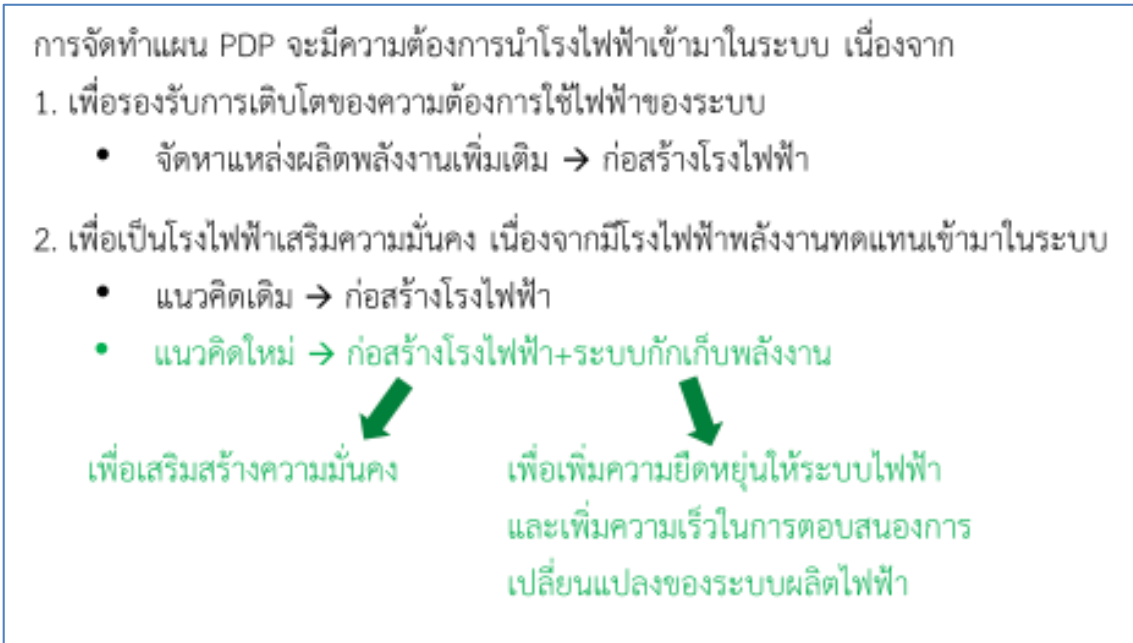 การจัดทำแผน PDP จะมีความต้องการนำโรงไฟฟ้าเข้ามาในระบบ เนื่องจาก
1. เพื่อรองรับการเติบโตของความต้องการใช้ไฟฟ้าของระบบ
• จัดหาแหล่งผลิตพลังงานเพิ่มเติม → ก่อสร้างโรงไฟฟ้า
2. เพื่อเป็นโรงไฟฟ้าเสริมความมั่นคง เนื่องจากมีโรงไฟฟ้าพลังงานทดแทนเข้ามาในระบบ
• แนวคิดเดิม → ก่อสร้างโรงไฟฟ้า
• แนวคิดใหม่ → ก่อสร้างโรงไฟฟ้า+ระบบกักเก็บพลังงาน
เพื่อเสริมสร้างความมั่นคง
เพื่อเพิ่มความยืดหยุ่นให้ระบบไฟฟ้า
และเพิ่มความเร็วในการตอบสนองการ
เปลี่ยนแปลงของระบบผลิตไฟฟ้า